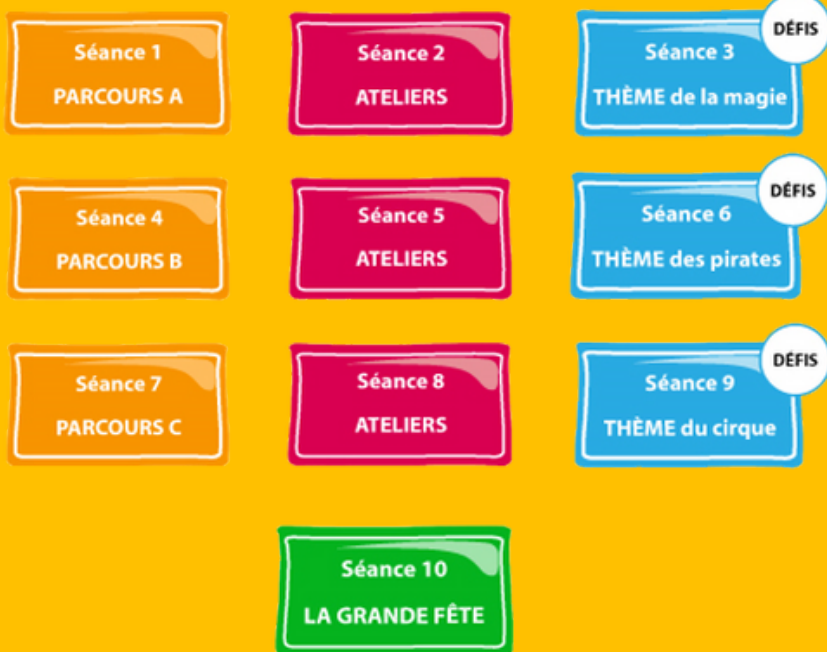 Séance 1
PARCOURS A
Séance 2
ATELIERS
DÉFIS
Séance 3
THÈME de la magie
Séance 4
PARCOURS B
Séance 5
ATELIERS
DÉFIS
Séance 6
THÈME des pirates
Séance 7
PARCOURS C
Séance 8
ATELIERS
DÉFIS
Séance 9
THÈME du cirque
Séance 10
LA GRANDE FÊTE